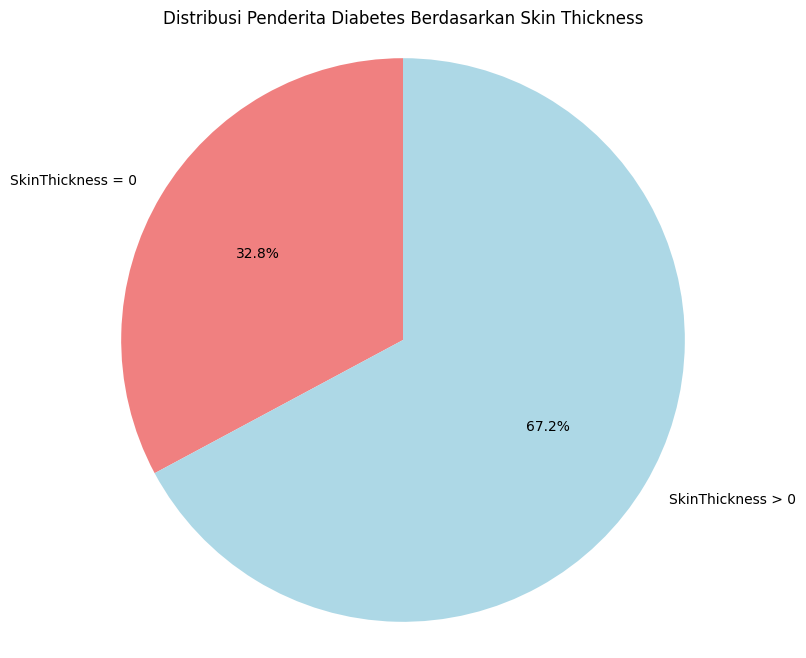 Distribusi Penderita Diabetes Berdasarkan Skin Thickness
SkinThickness = 0
32.8%
67.2%
SkinThickness > 0